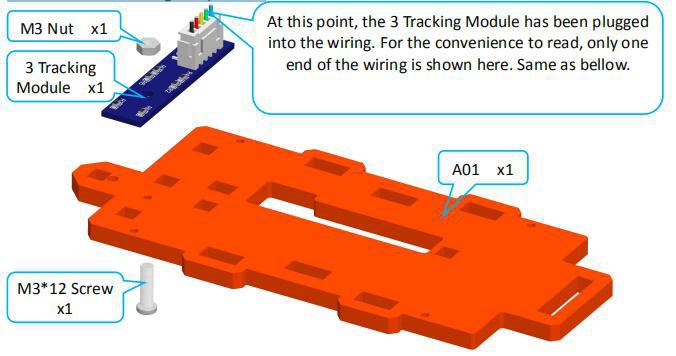 M3 Nut x1
3 Tracking
Module x1
At this point, the 3 Tracking Module has been plugged
into the wiring. For the convenience to read, only one
end of the wiring is shown here. Same as bellow.
A01 x1
M3*12 Screw
x1